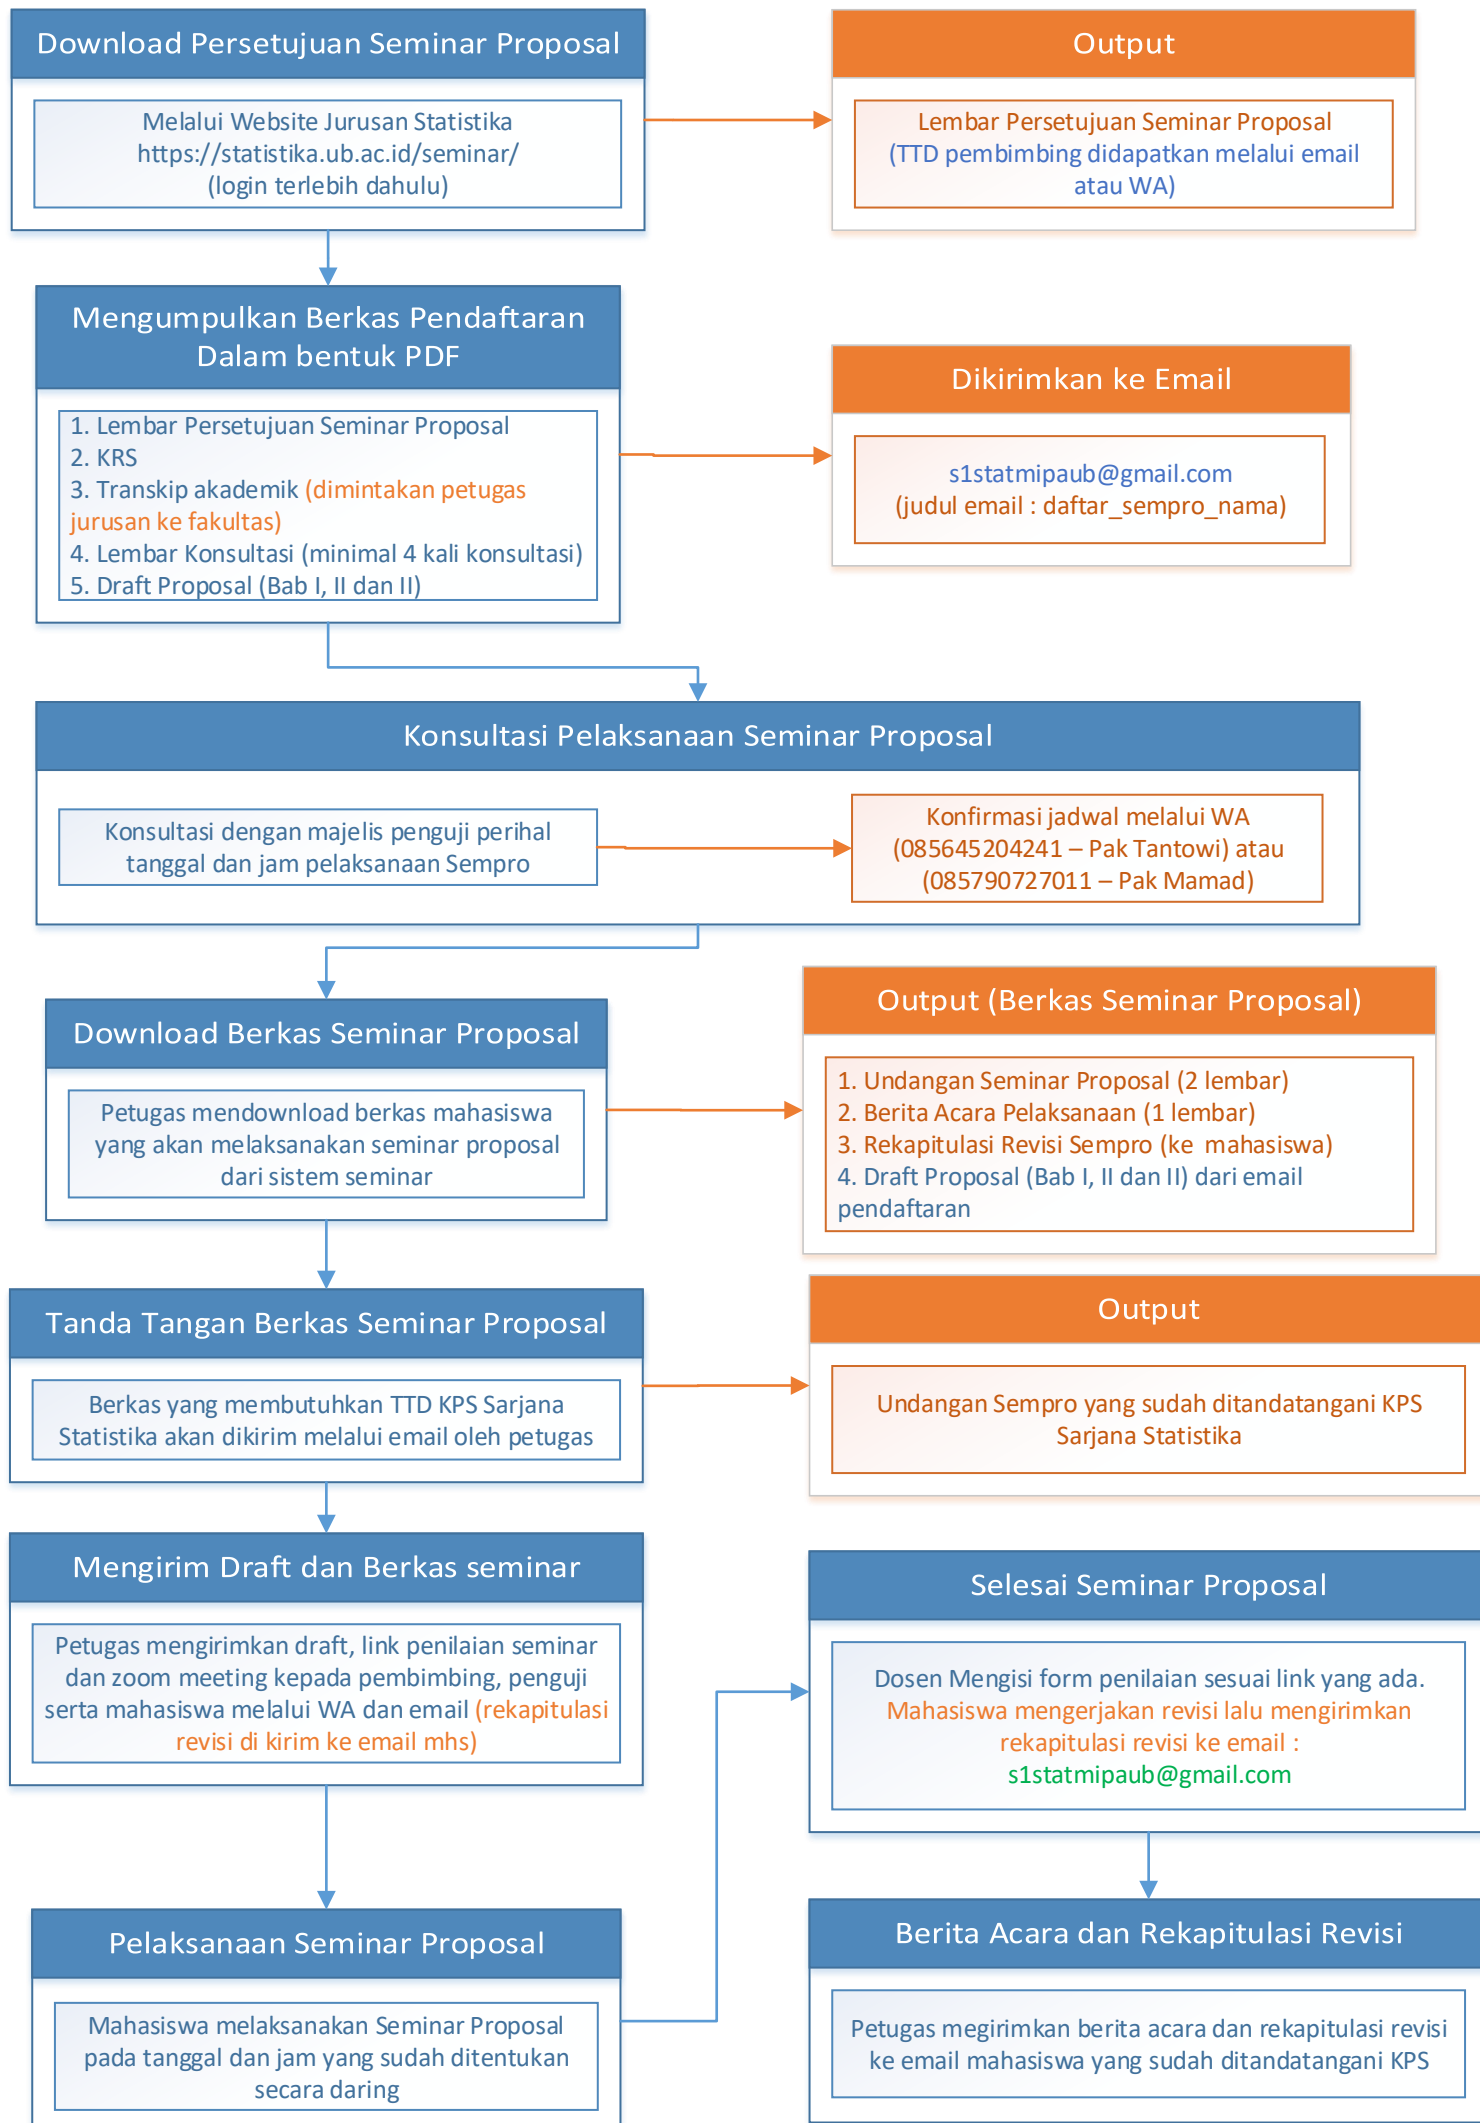 Download Persetujuan Seminar Proposal
Melalui Website Jurusan Statistika
https://statistika.ub.ac.id/seminar/
(login terlebih dahulu)
Output
Lembar Persetujuan Seminar Proposal
(TTD pembimbing didapatkan melalui email
atau WA)
Mengumpulkan Berkas Pendaftaran
Dalam bentuk PDF
1. Lembar Persetujuan Seminar Proposal
2. KRS
3. Transkip akademik (dimintakan petugas
jurusan ke fakultas)
4. Lembar Konsultasi (minimal 4 kali konsultasi)
5. Draft Proposal (Bab I, II dan II)
Dikirimkan ke Email
s1statmipaub@gmail.com
(judul email : daftar_sempro_nama)
Konsultasi Pelaksanaan Seminar Proposal
Konsultasi dengan majelis penguji perihal
tanggal dan jam pelaksanaan Sempro
Konfirmasi jadwal melalui WA
(085645204241 – Pak Tantowi) atau
(085790727011 – Pak Mamad)
Download Berkas Seminar Proposal
Petugas mendownload berkas mahasiswa
yang akan melaksanakan seminar proposal
dari sistem seminar
Output (Berkas Seminar Proposal)
1. Undangan Seminar Proposal (2 lembar)
2. Berita Acara Pelaksanaan (1 lembar)
3. Rekapitulasi Revisi Sempro (ke  mahasiswa)
4. Draft Proposal (Bab I, II dan II) dari email
pendaftaran
Tanda Tangan Berkas Seminar Proposal
Berkas yang membutuhkan TTD KPS Sarjana
Statistika akan dikirim melalui email oleh petugas
Output
Undangan Sempro yang sudah ditandatangani KPS
Sarjana Statistika
Mengirim Draft dan Berkas seminar
Petugas mengirimkan draft, link penilaian seminar
dan zoom meeting kepada pembimbing, penguji
serta mahasiswa melalui WA dan email (rekapitulasi
revisi di kirim ke email mhs)
Pelaksanaan Seminar Proposal
Mahasiswa melaksanakan Seminar Proposal
pada tanggal dan jam yang sudah ditentukan
secara daring
Selesai Seminar Proposal
Dosen Mengisi form penilaian sesuai link yang ada.
Mahasiswa mengerjakan revisi lalu mengirimkan
rekapitulasi revisi ke email :
s1statmipaub@gmail.com
Berita Acara dan Rekapitulasi Revisi
Petugas megirimkan berita acara dan rekapitulasi revisi
ke email mahasiswa yang sudah ditandatangani KPS